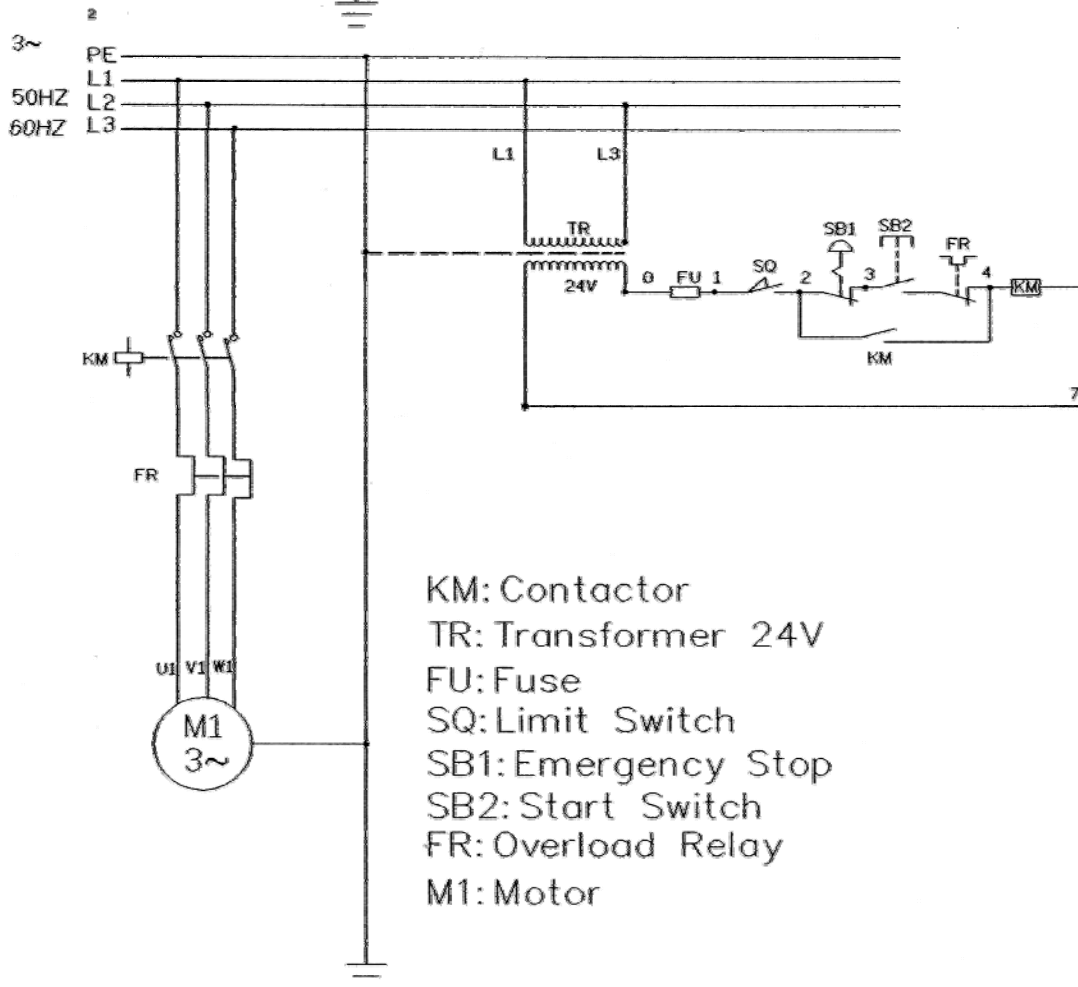 2
3~
PE
L1
50HZ L2
60HZ L3
L1 L3
TR
24V
0 FU 1 SQ 2 SB1 3 SB2 FR 4 KM
KM
7
KM
FR
U1 V1 W1
M1
3~
KM: Contactor
TR: Transformer 24V
FU: Fuse
SQ: Limit Switch
SB1: Emergency Stop
SB2: Start Switch
FR: Overload Relay
M1: Motor